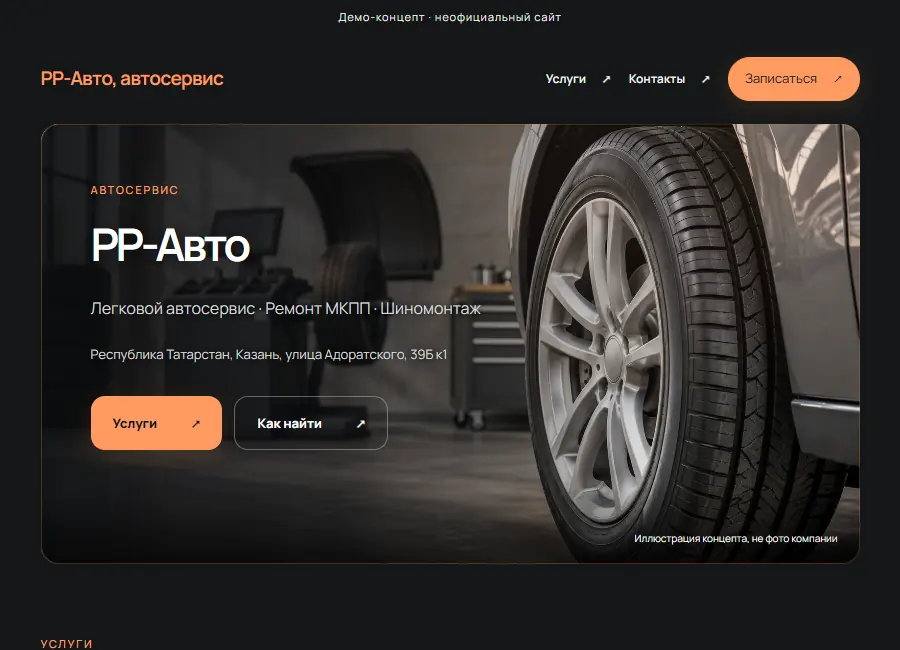 Демо-концепт · неофициальный сайт
РР-Авто, автосервис
Услуги ↗ Контакты ↗ Записаться ↗
АВТОСЕРВИС
РР-Авто
Легковой автосервис · Ремонт МКПП · Шиномонтаж
Республика Татарстан, Казань, улица Адоратского, 39Б к1
Услуги ↗ Как найти ↗
Иллюстрация концепта, не фото компании
УСЛУГИ